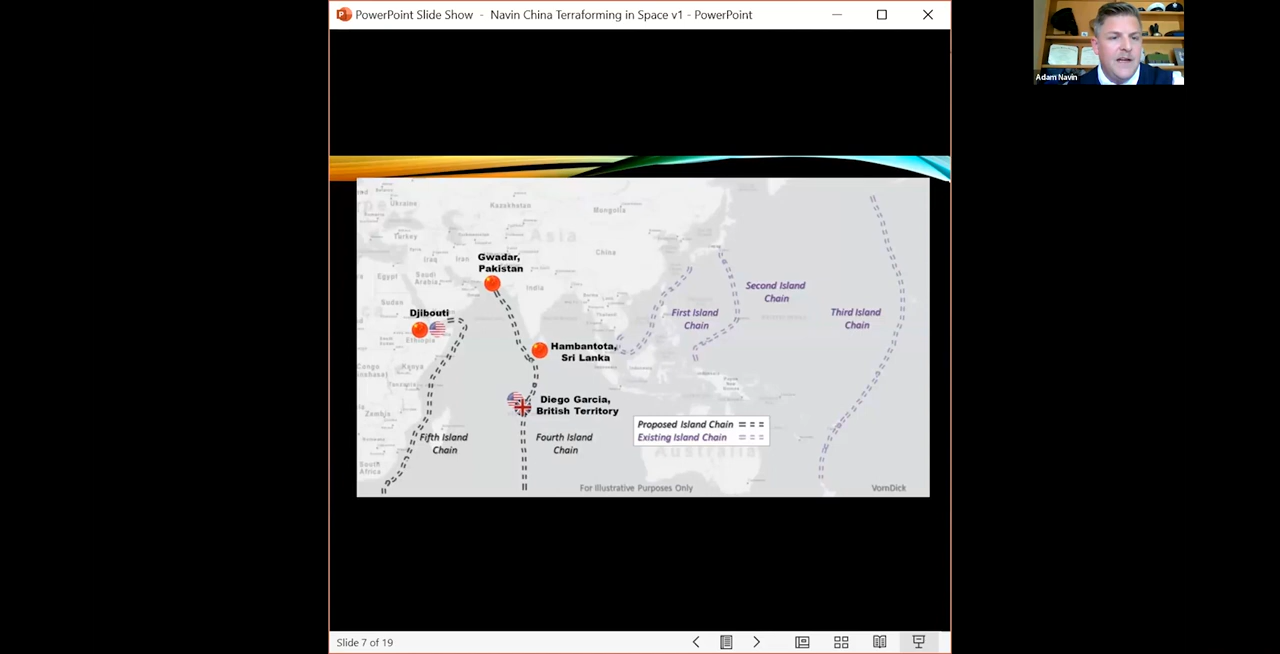 PowerPoint Slide Show - Navin China Terraforming in Space v1 - PowerPoint
Adam Navin
Ukraine
Kazakhstan
Mongolia
Asia
Turkey
China
Gwadar,
Pakistan
Iraq
Iran
Egypt
Saudi
Arabia
India
Second Island
Chain
Sudan
Djibouti
First Island
Chain
Third Island
Chain
Ethiopia
Hambantota,
Sri Lanka
Kenya
Diego Garcia,
British Territory
Proposed Island Chain
Existing Island Chain
Fifth Island
Chain
Fourth Island
Chain
Australia
South
Africa
For Illustrative Purposes Only
VornDick
Slide 7 of 19